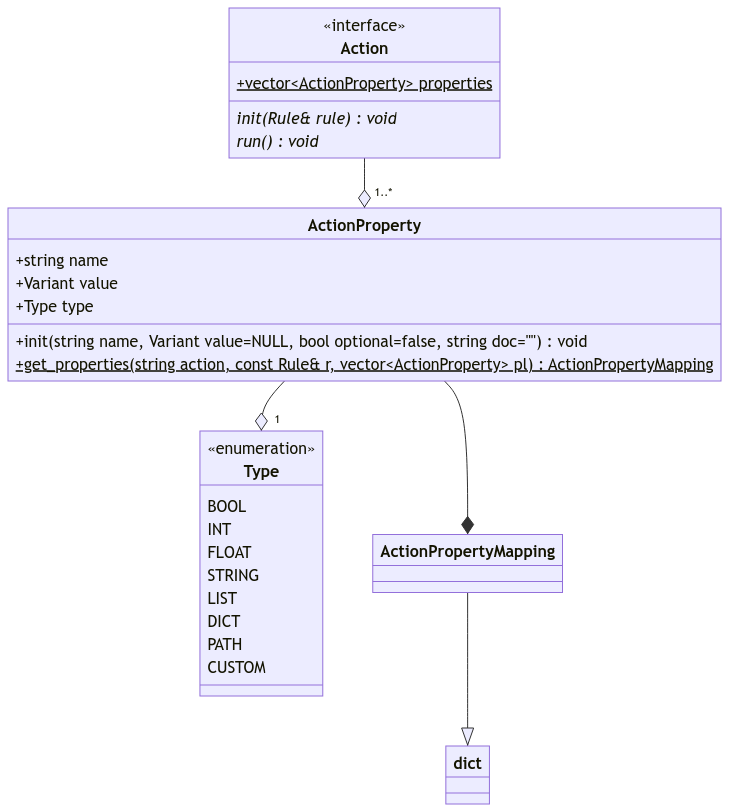 «interface»
Action
+vector<ActionProperty> properties
init(Rule& rule) : void
run() : void
1..*
ActionProperty
+string name
+Variant value
+Type type
+init(string name, Variant value=NULL, bool optional=false, string doc="") : void
+get_properties(string action, const Rule& r, vector<ActionProperty> pl) : ActionPropertyMapping
1
«enumeration»
Type
BOOL
INT
FLOAT
STRING
LIST
DICT
PATH
CUSTOM
ActionPropertyMapping
dict